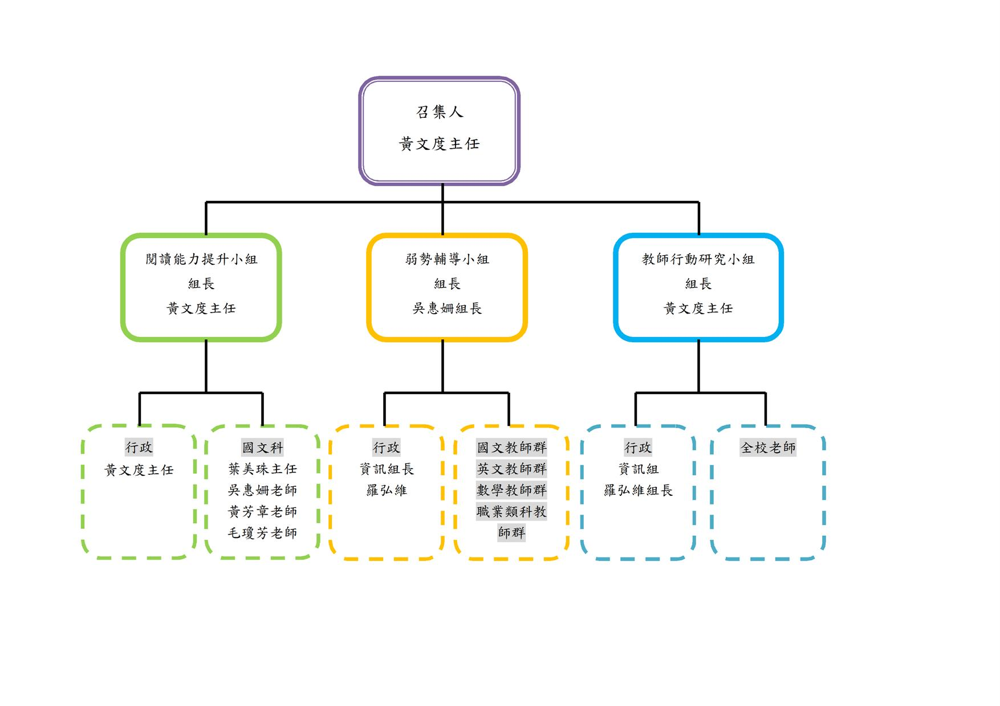 召集人
黃文度主任
閱讀能力提升小組
組長
黃文度主任
弱勢輔導小組
組長
吳惠姍組長
教師行動研究小組
組長
黃文度主任
行政
黃文度主任
國文科
葉美珠主任
吳惠姍老師
黃芳章老師
毛瓊芳老師
行政
資訊組長
羅弘維
國文教師群
英文教師群
數學教師群
職業類科教
師群
行政
資訊組
羅弘維組長
全校老師